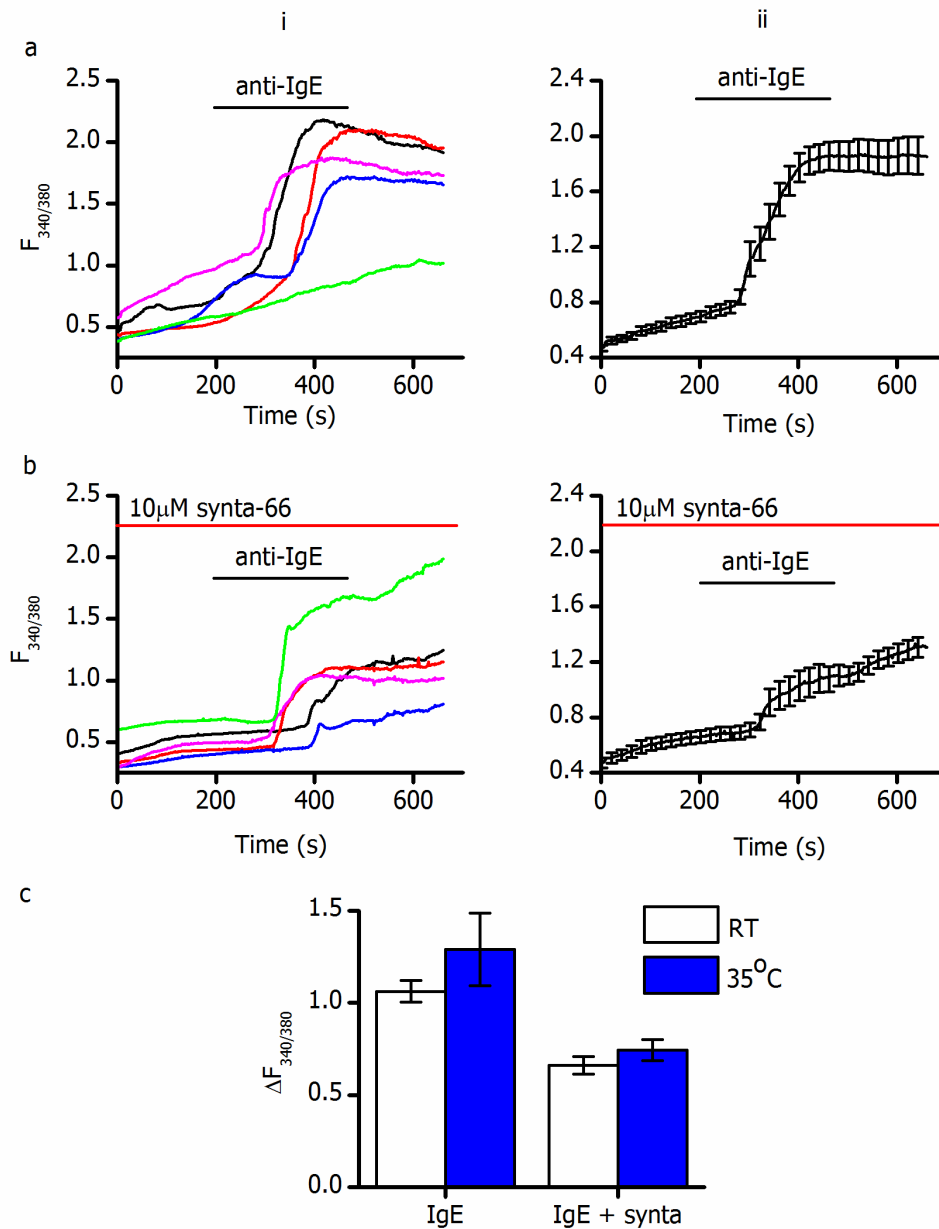 i
ii
a
anti-IgE
2.5
2.0
1.5
1.0
0.5
F340/380
0
200
400
600
Time (s)
anti-IgE
2.4
2.0
1.6
1.2
0.8
0.4
0
200
400
600
Time (s)
b
10μM synta-66
anti-IgE
2.5
2.0
1.5
1.0
0.5
F340/380
0
200
400
600
Time (s)
10μM synta-66
anti-IgE
2.4
2.0
1.6
1.2
0.8
0.4
0
200
400
600
Time (s)
c
1.5
1.0
0.5
0.0
ΔF340/380
RT
35°C
IgE
IgE + synta